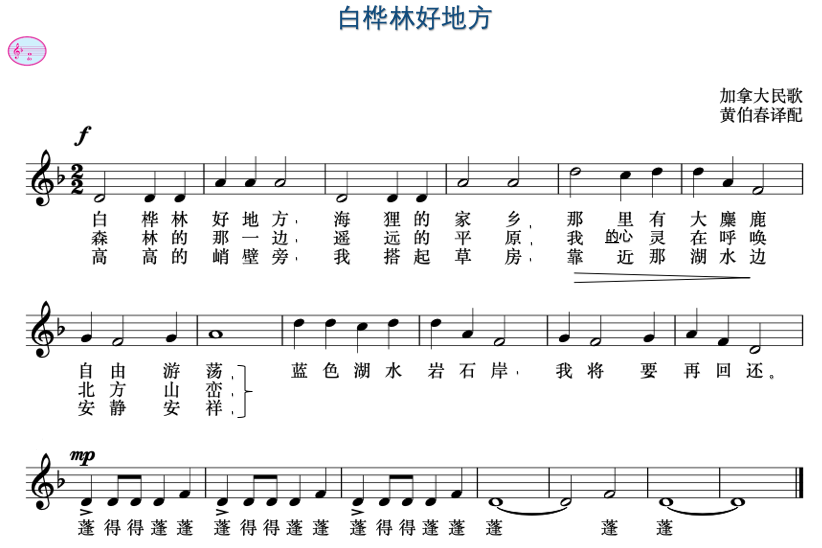 白桦林好地方
加拿大民歌
黄伯春译配
f
白 桦 林 好 地 方, 海 狸 的 家 乡, 那 里 有 大 麋 鹿
森 林 的 那 一 边, 遥 远 的 平 原, 我 的心 灵 在 呼 唤
高 高 的 峭 壁 旁, 我 搭 起 草 房, 靠 近 那 湖 水 边
自 由 游 荡, 蓝 色 湖 水 岩 石 岸, 我 将 要 再 回 还。
北 方 山 峦,
安 静 安 祥,
mp
蓬 得得 蓬 蓬 蓬 得得 蓬 蓬 蓬 得得 蓬 蓬 蓬 蓬 蓬